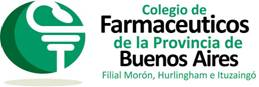 Colegio de
Farmaceuticos
de la Provincia de
Buenos Aires
Filial Morón, Hurlingham e Ituzaingó